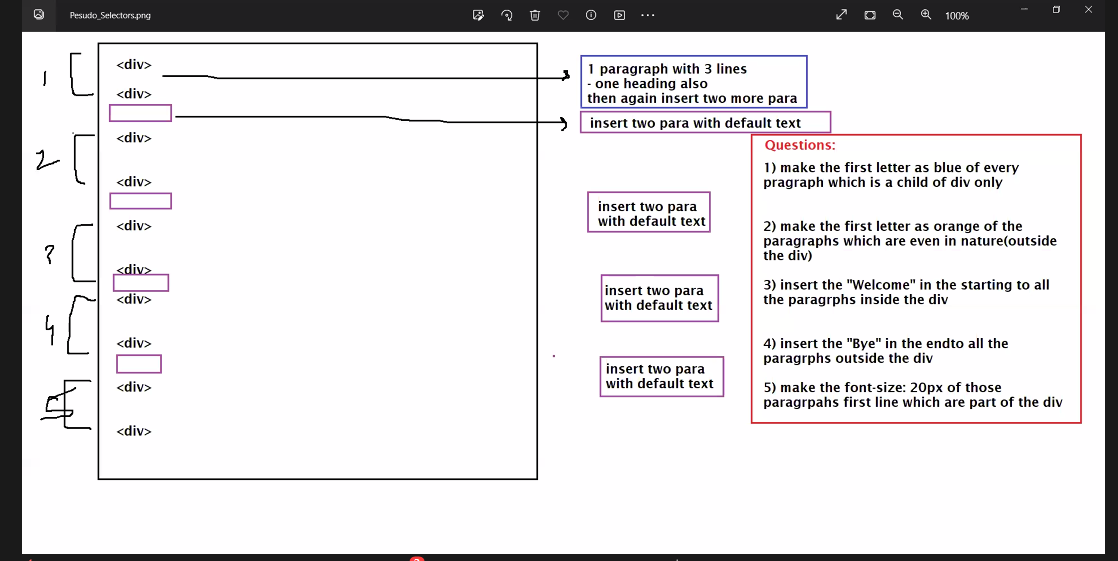 Pesudo_Selectors.png
100%
1
<div>
<div>
2
<div>
<div>
3
<div>
<div>
4
<div>
<div>
5
<div>
<div>
1 paragraph with 3 lines
- one heading also
then again insert two more para
insert two para with default text
insert two para
with default text
insert two para
with default text
insert two para
with default text
Questions:
1) make the first letter as blue of every
pragraph which is a child of div only
2) make the first letter as orange of the
paragraphs which are even in nature(outside
the div)
3) insert the "Welcome" in the starting to all
the paragrphs inside the div
4) insert the "Bye" in the endto all the
paragrphs outside the div
5) make the font-size: 20px of those
paragrpahs first line which are part of the div